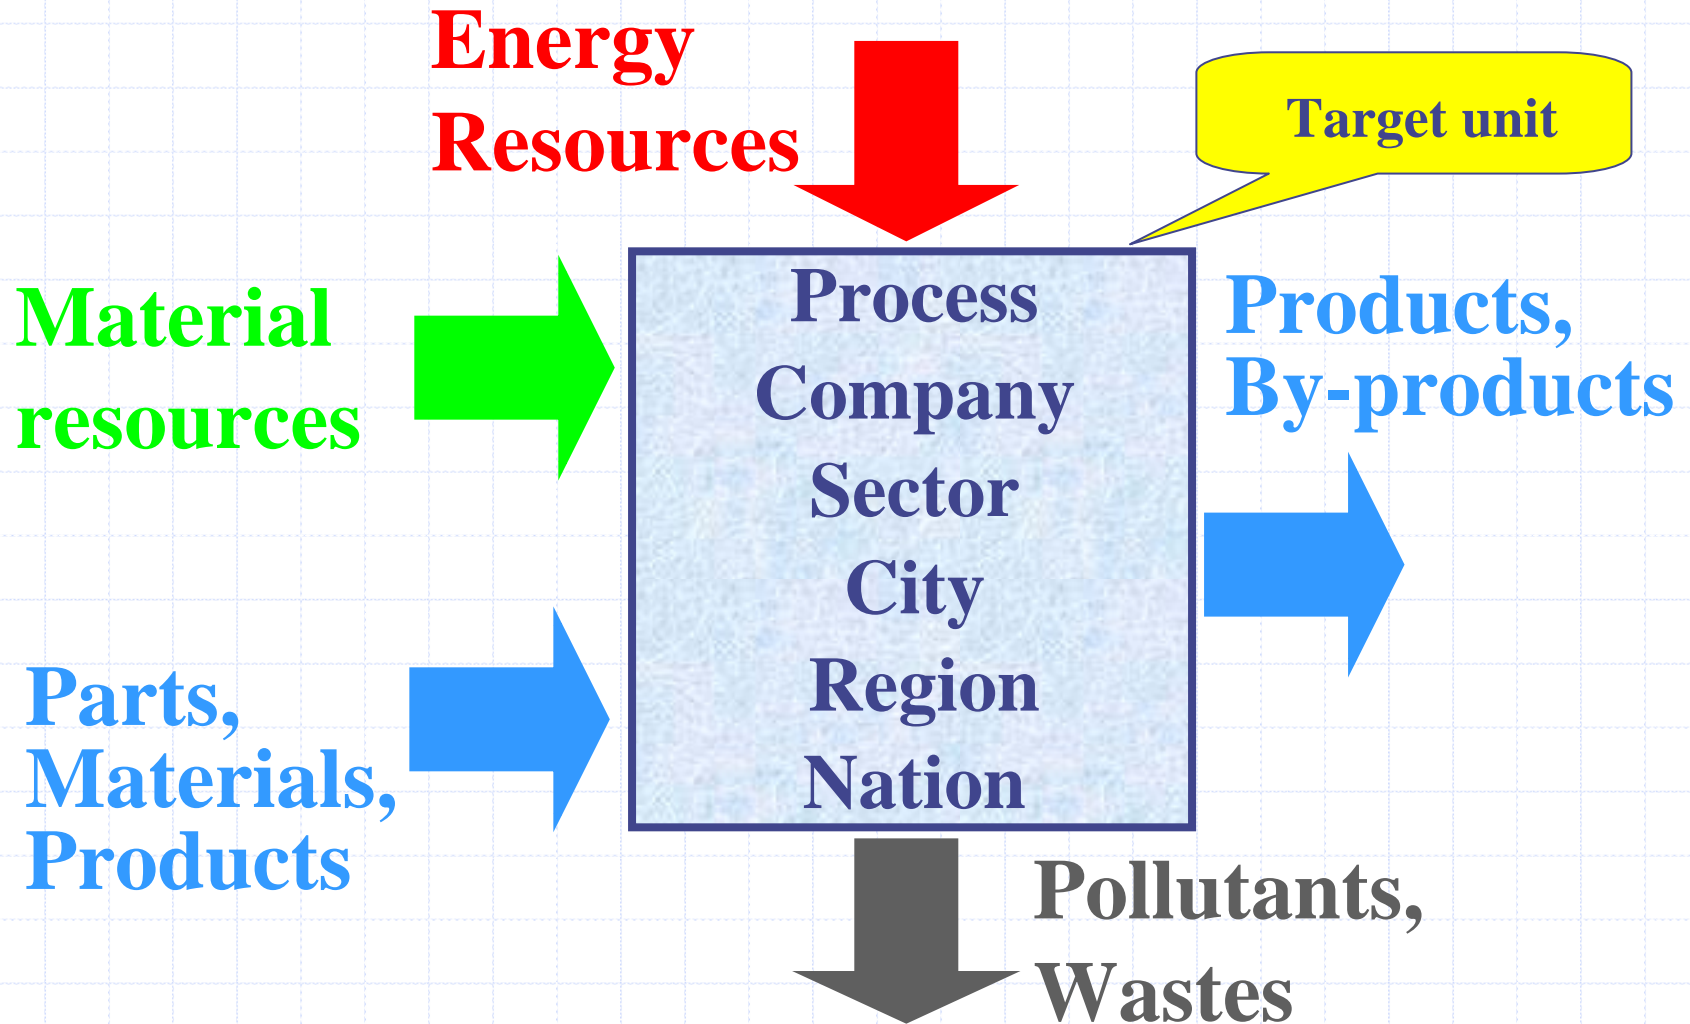 Energy
Resources
Target unit
Material
resources
Process
Company
Sector
City
Region
Nation
Products,
By-products
Parts,
Materials,
Products
Pollutants,
Wastes